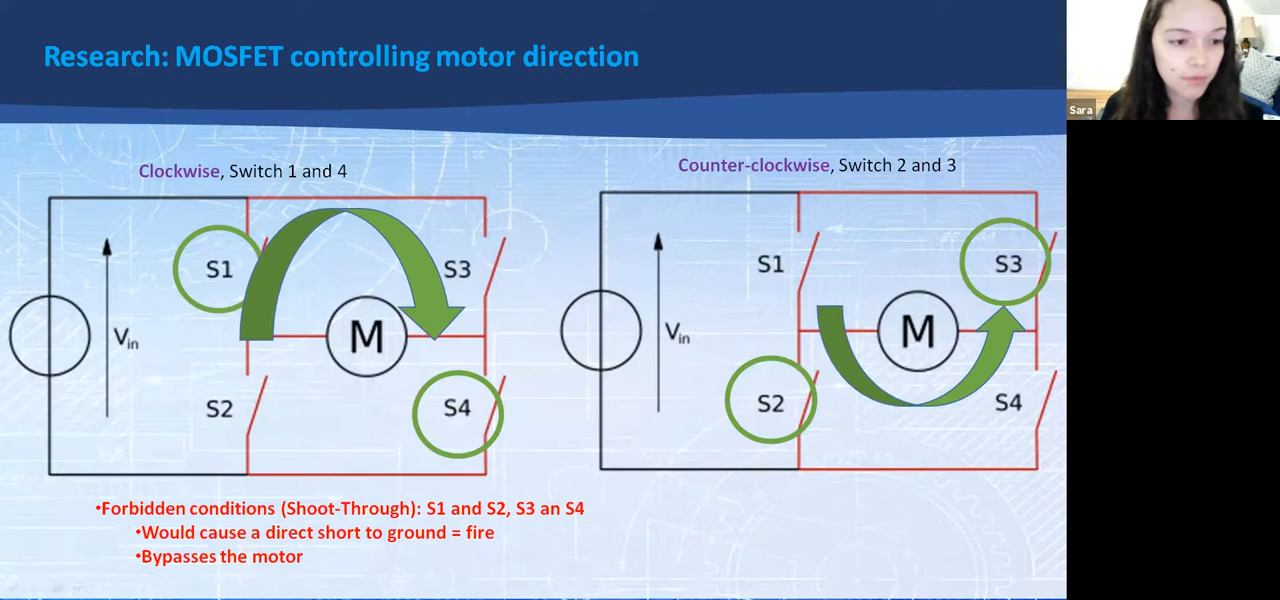 Research: MOSFET controlling motor direction
Sara
Clockwise, Switch 1 and 4
Counter-clockwise, Switch 2 and 3
S1
S3
M
Vin
S2
S4
S1
S3
M
Vin
S2
S4
•Forbidden conditions (Shoot-Through): S1 and S2, S3 an S4
•Would cause a direct short to ground = fire
•Bypasses the motor